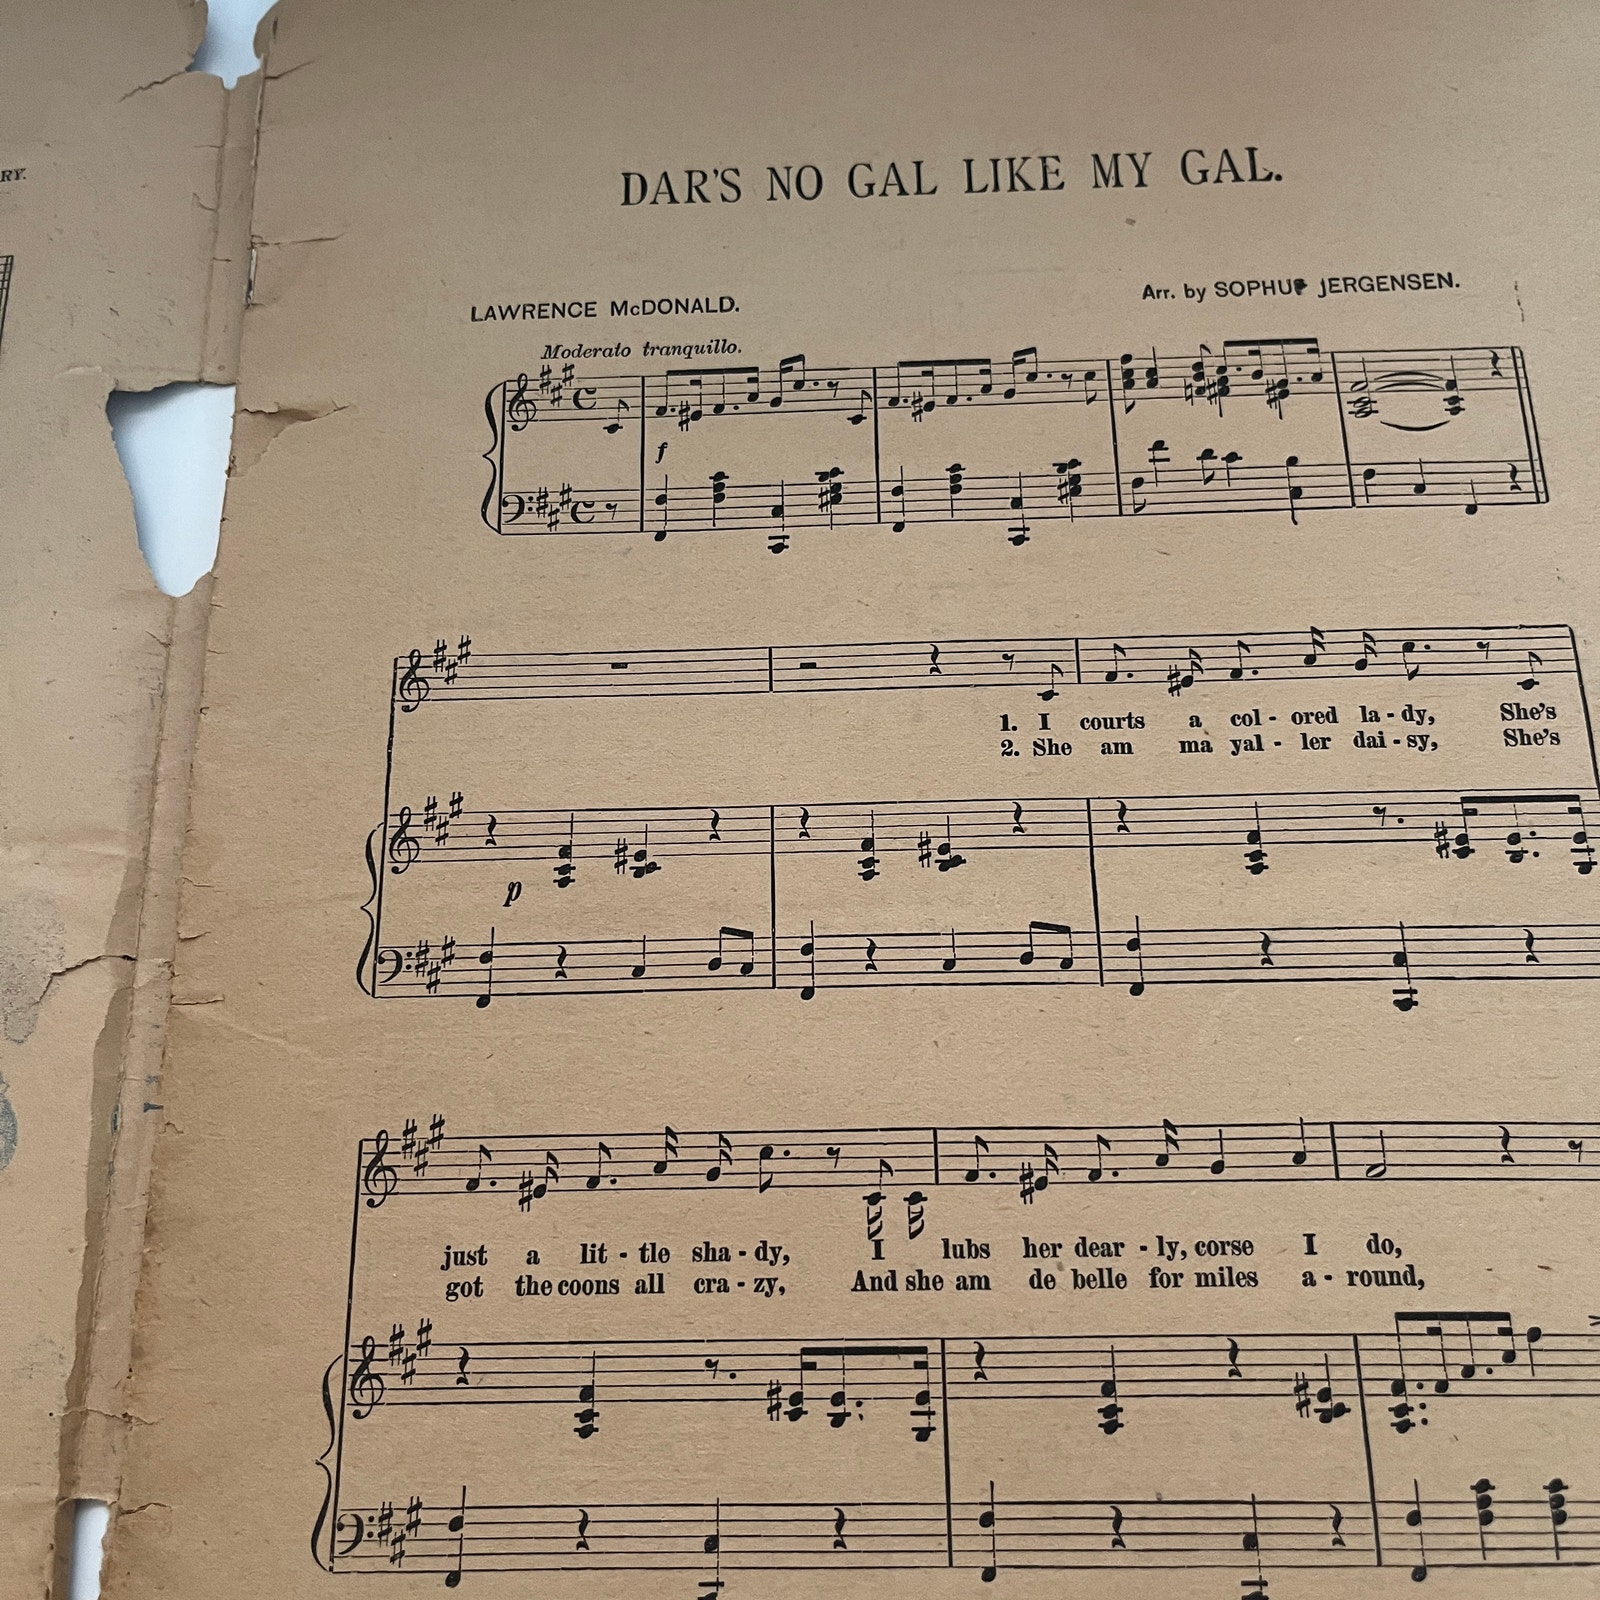 RY.
DAR'S NO GAL LIKE MY GAL.
LAWRENCE McDONALD.
Arr. by SOPHUS JERGENSEN.
Moderato tranquillo.
f
1. I courts a col - ored la - dy, She's
2. She am ma yal - ler dai - sy, She's
p
just a lit - tle sha - dy, I lubs her dear - ly, corse I do,
got the coons all cra - zy, And she am de belle for miles a - round,